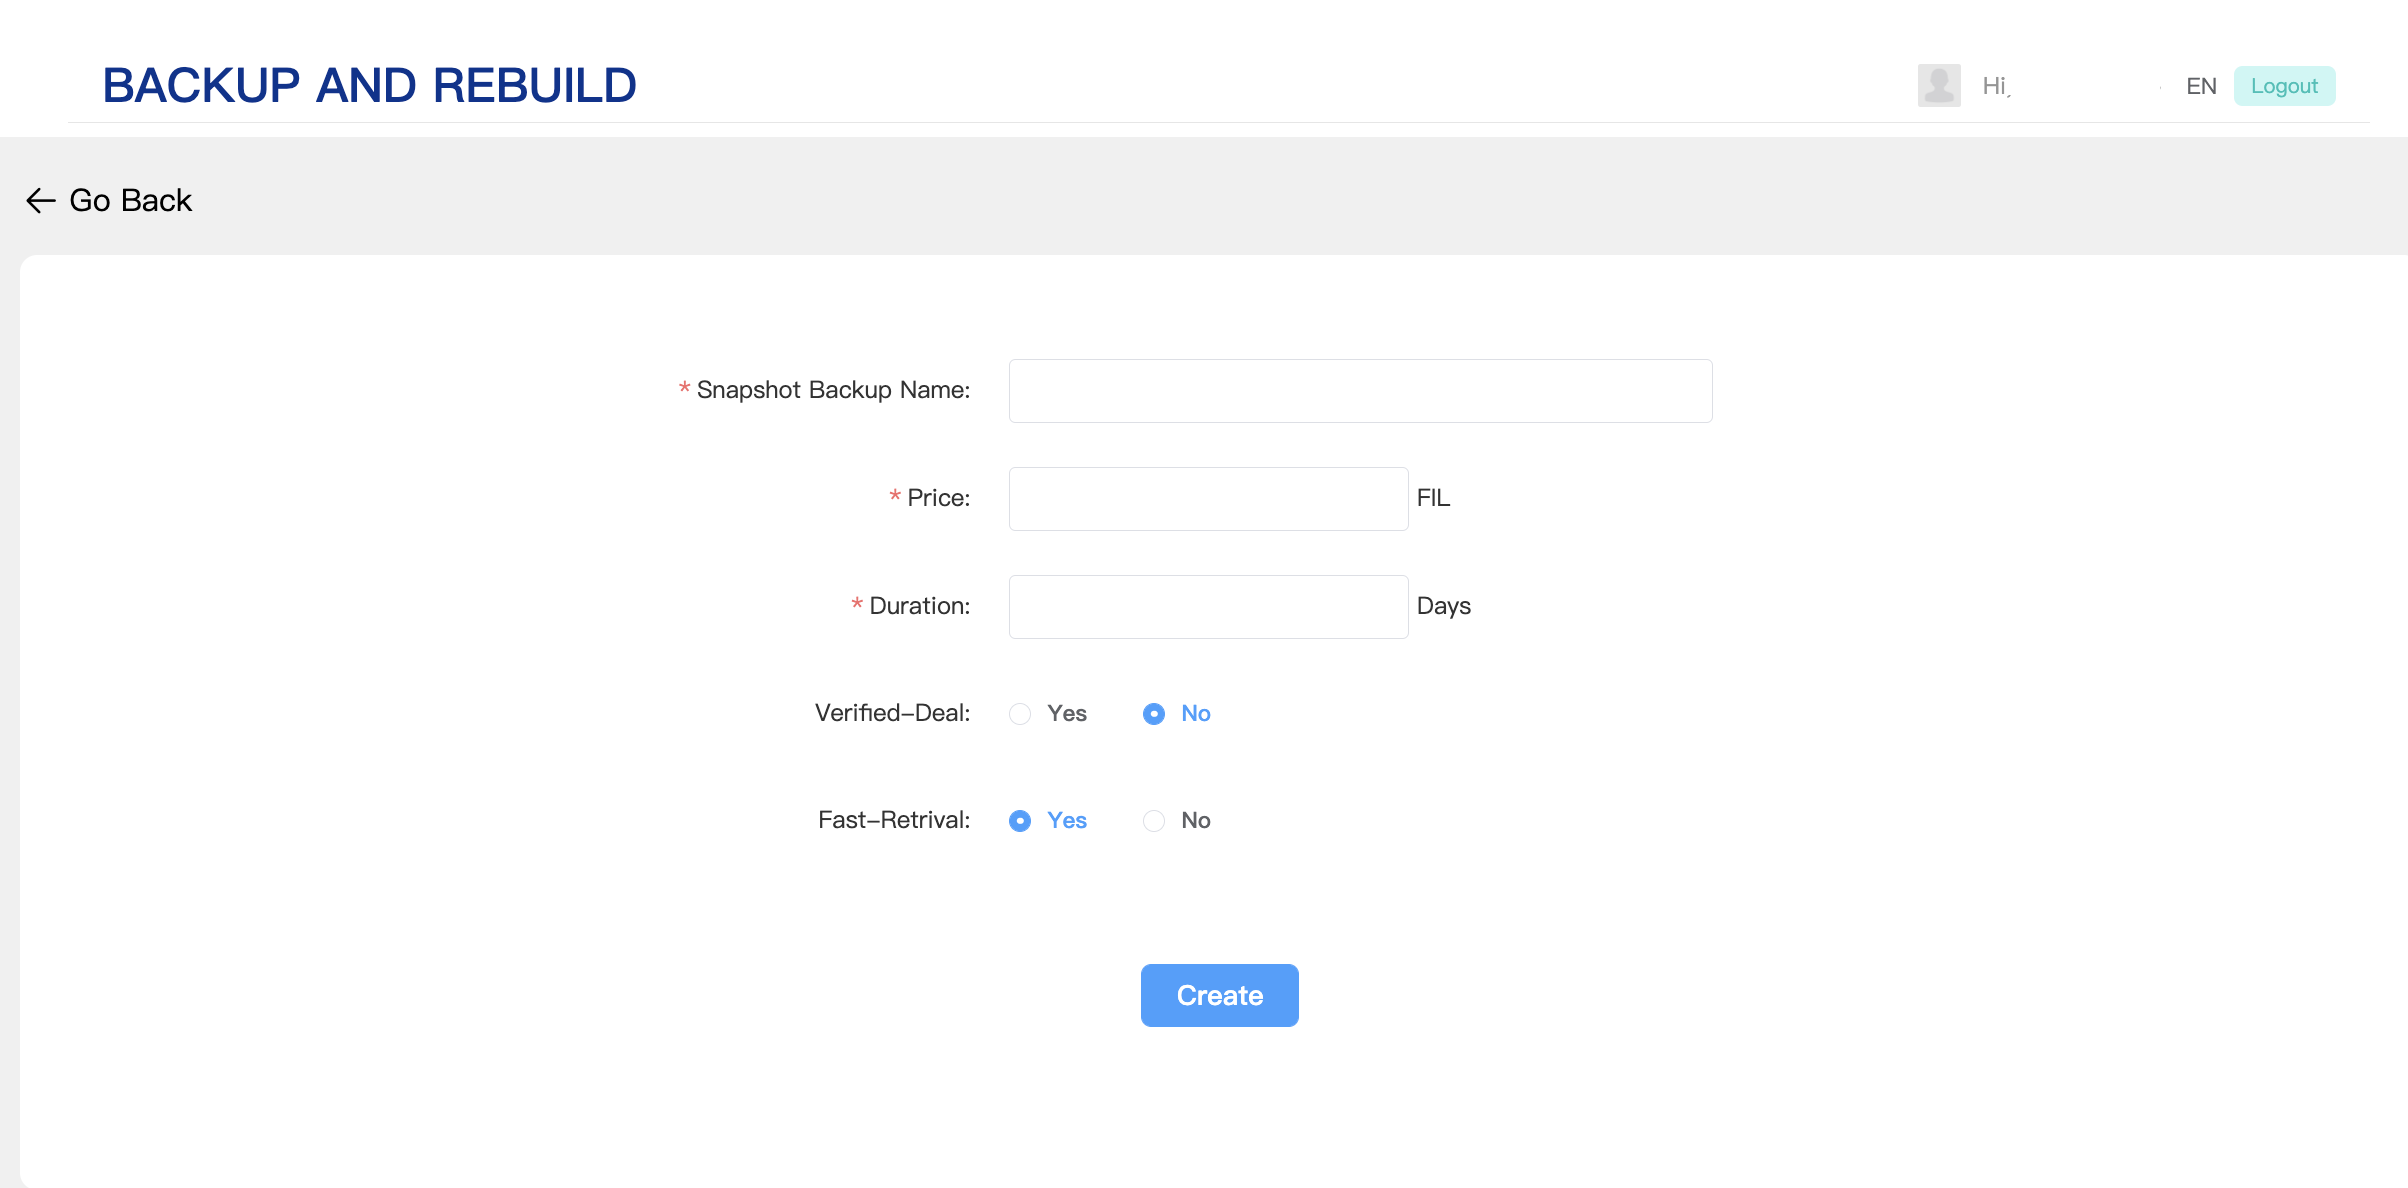 BACKUP AND REBUILD
Hi,
EN
Logout
Go Back
* Snapshot Backup Name:
* Price:
FIL
* Duration:
Days
Verified-Deal:
Yes
No
Fast-Retrival:
Yes
No
Create